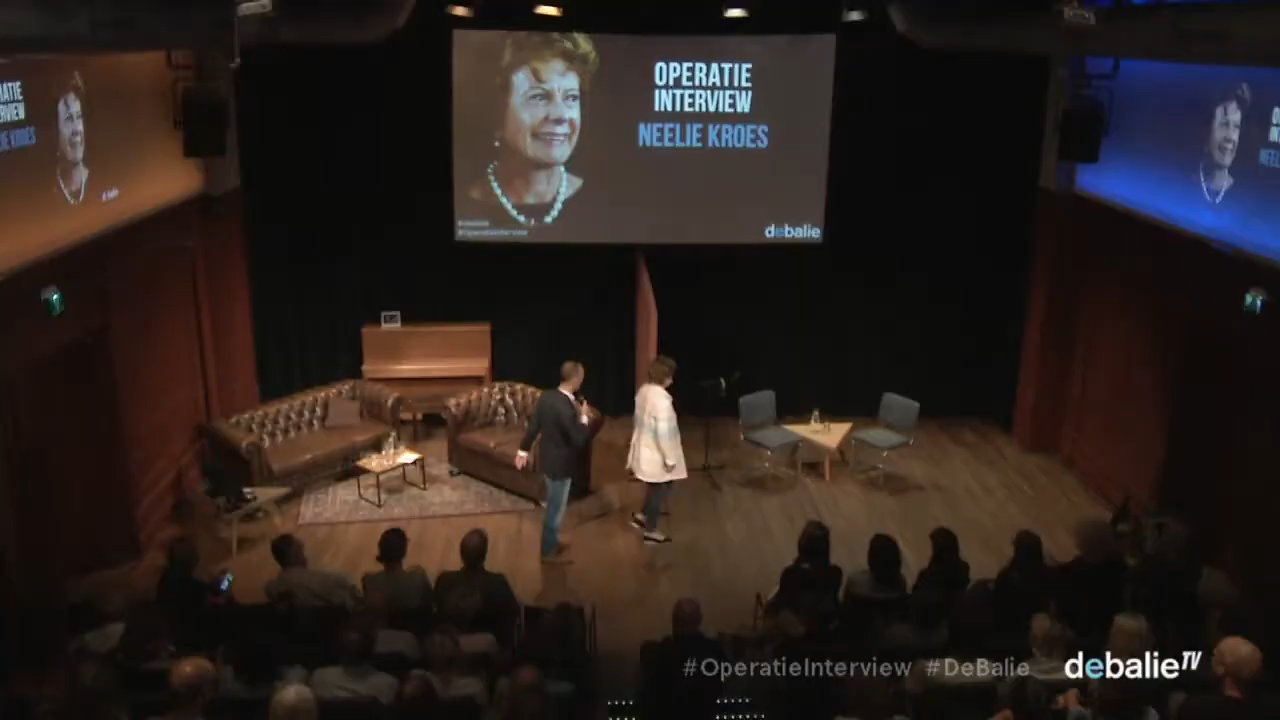 OPERATIE
INTERVIEW
NEELIE KROES
debalie
#OperatieInterview #DeBalie
debalieTV